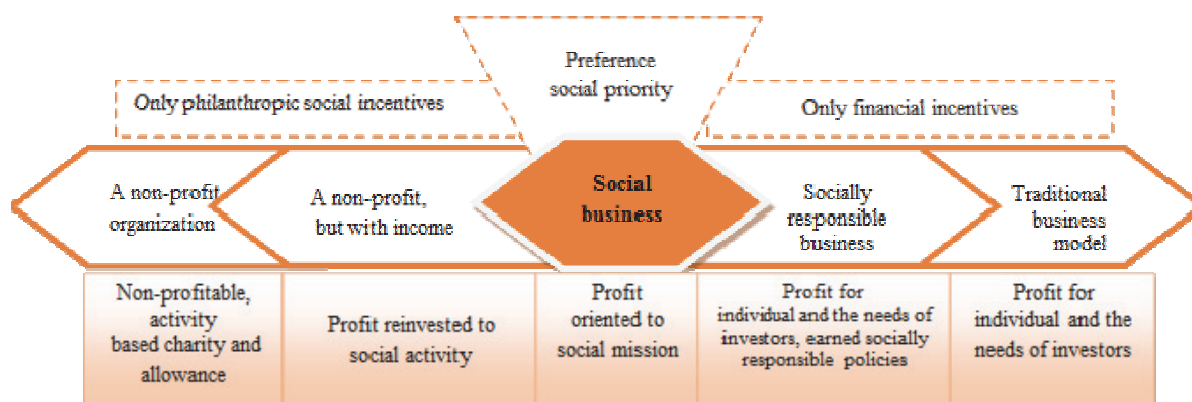 Preference
social priority
Only philanthropic social incentives
Only financial incentives
A non-profit
organization
A non-profit,
but with income
Social
business
Socially
responsible
business
Traditional
business
model
Non-profitable,
activity
based charity and
allowance
Profit reinvested to
social activity
Profit
oriented to
social mission
Profit for
individual and the needs of
investors, earned socially
responsible policies
Profit for
individual and the
needs of investors